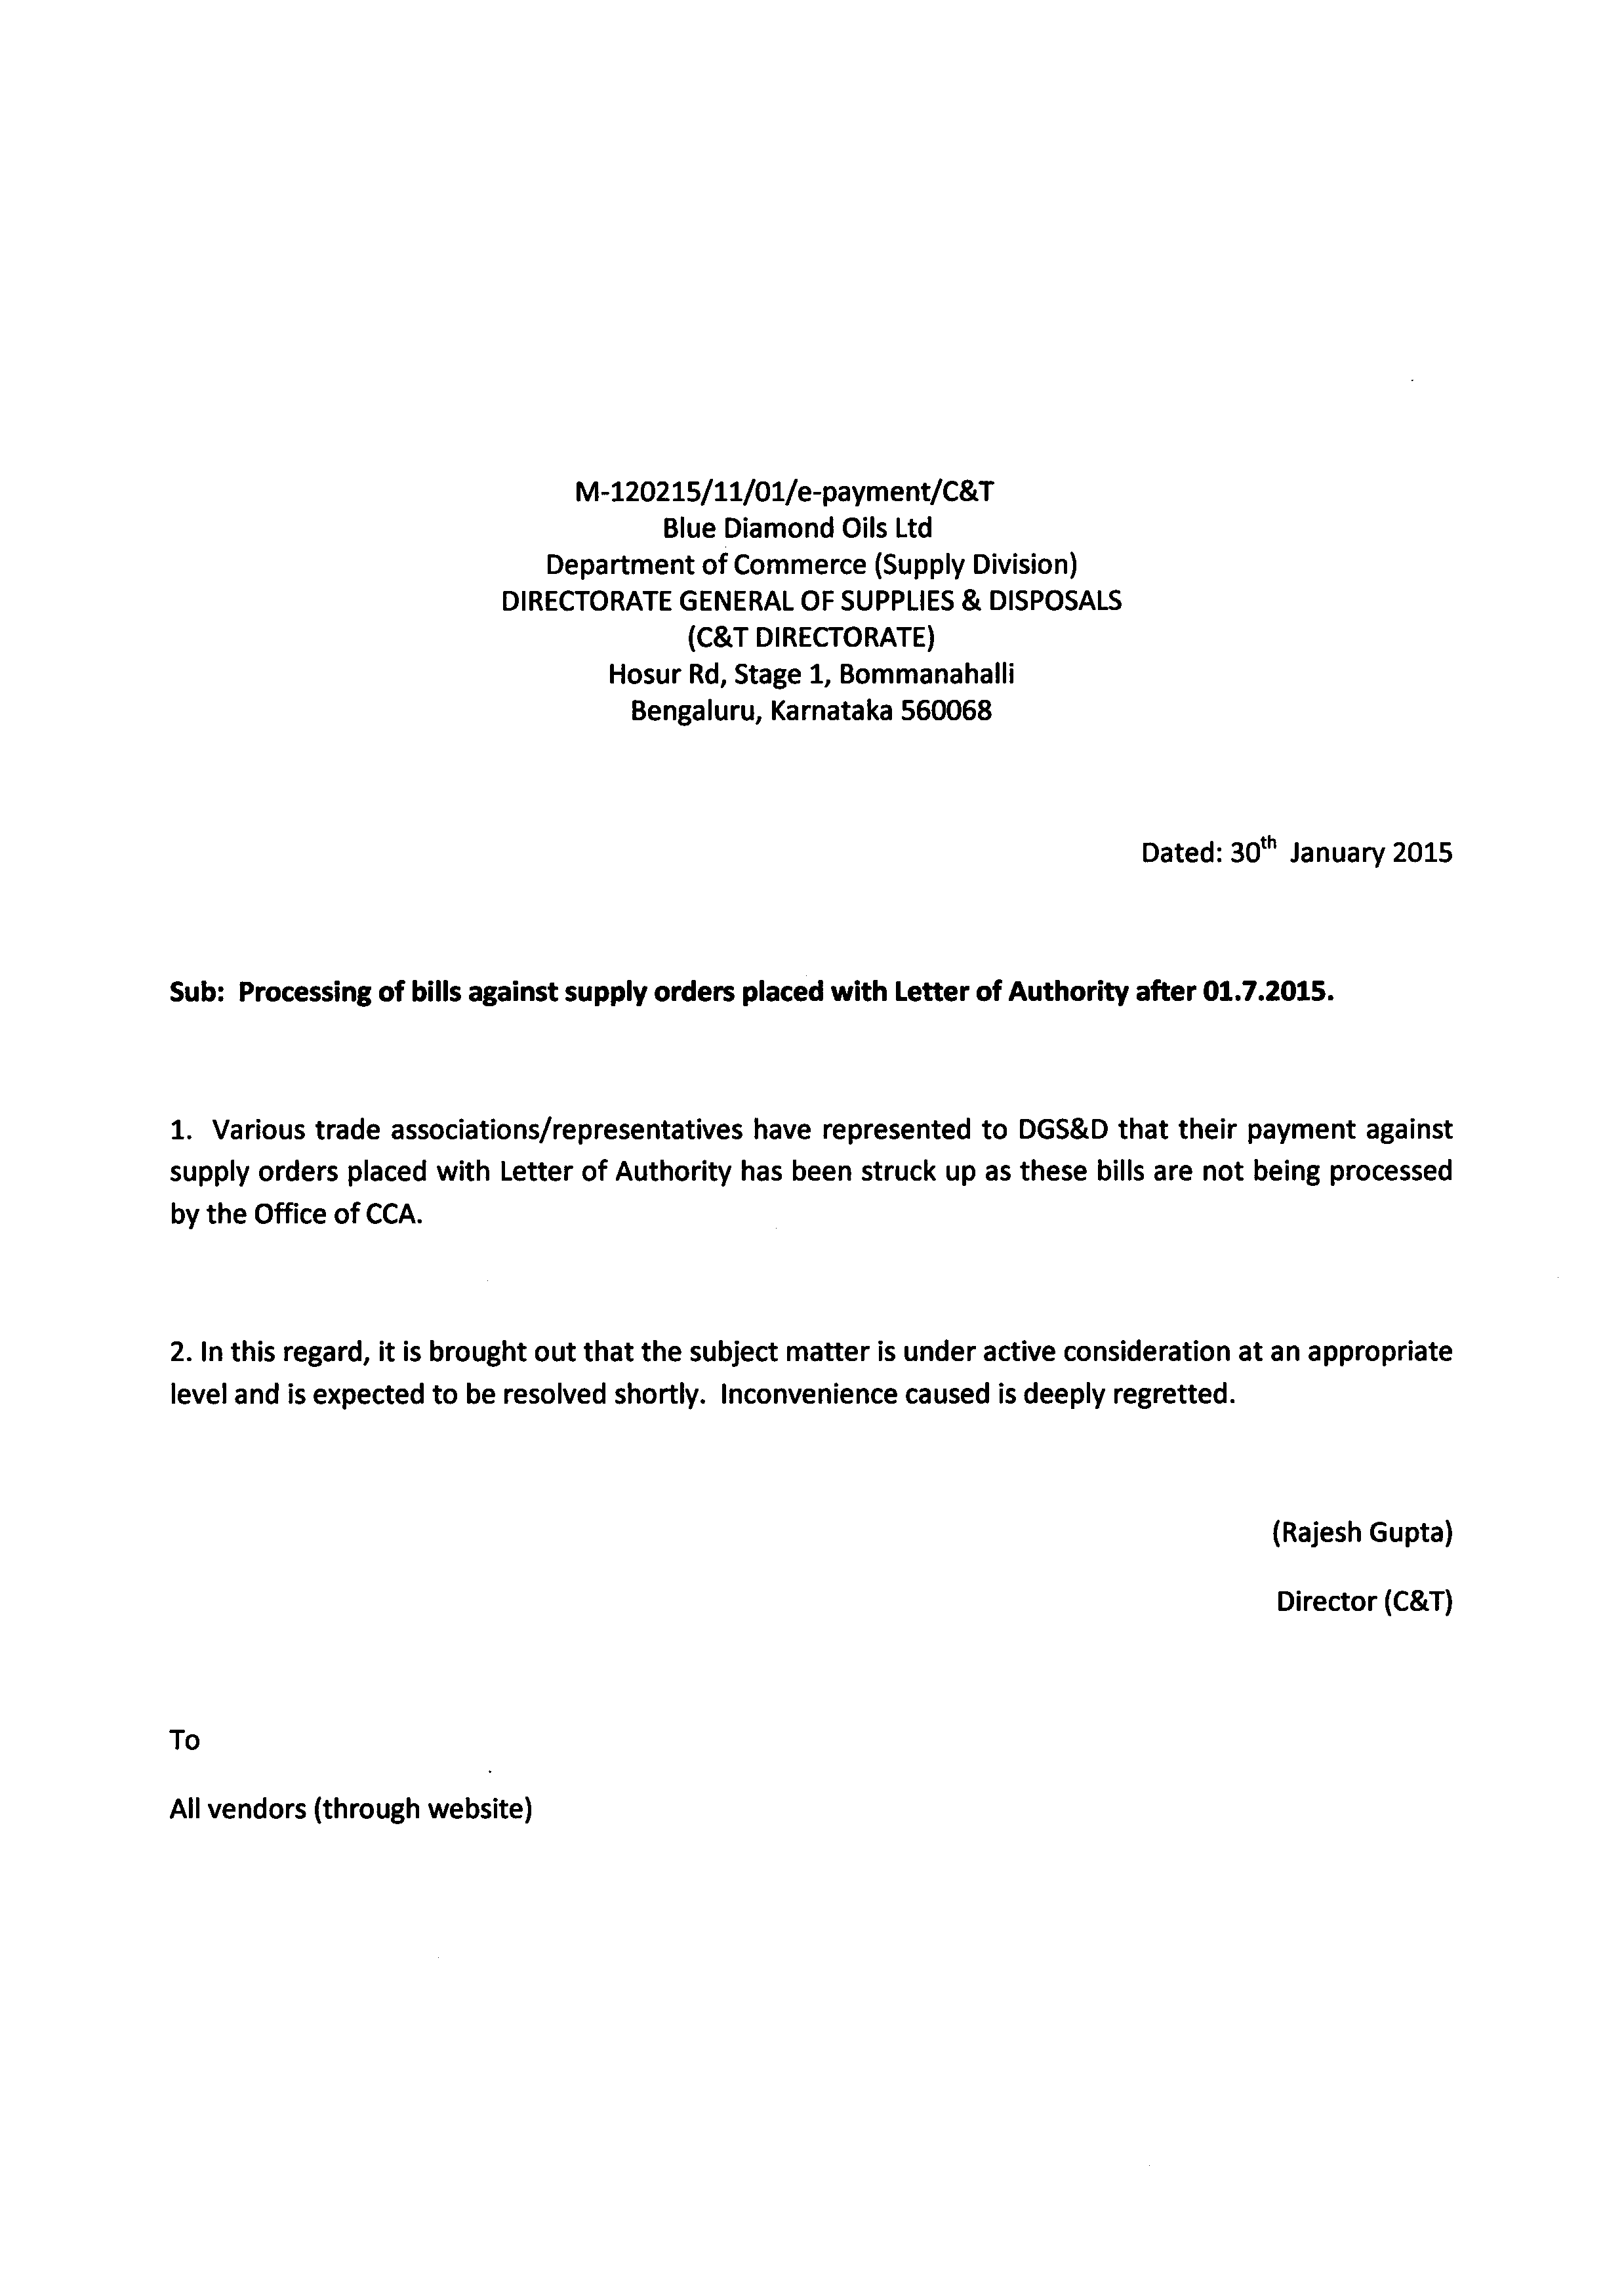 M-120215/11/01/e-payment/C&T
Blue Diamond Oils Ltd
Department of Commerce (Supply Division)
DIRECTORATE GENERAL OF SUPPLIES & DISPOSALS
(C&T DIRECTORATE)
Hosur Rd, Stage 1, Bommanahalli
Bengaluru, Karnataka 560068
Dated: 30th January 2015
Sub: Processing of bills against supply orders placed with Letter of Authority after 01.7.2015.
1. Various trade associations/representatives have represented to DGS&D that their payment against
supply orders placed with Letter of Authority has been struck up as these bills are not being processed
by the Office of CCA.
2. In this regard, it is brought out that the subject matter is under active consideration at an appropriate
level and is expected to be resolved shortly. Inconvenience caused is deeply regretted.
(Rajesh Gupta)
Director (C&T)
To
All vendors (through website)